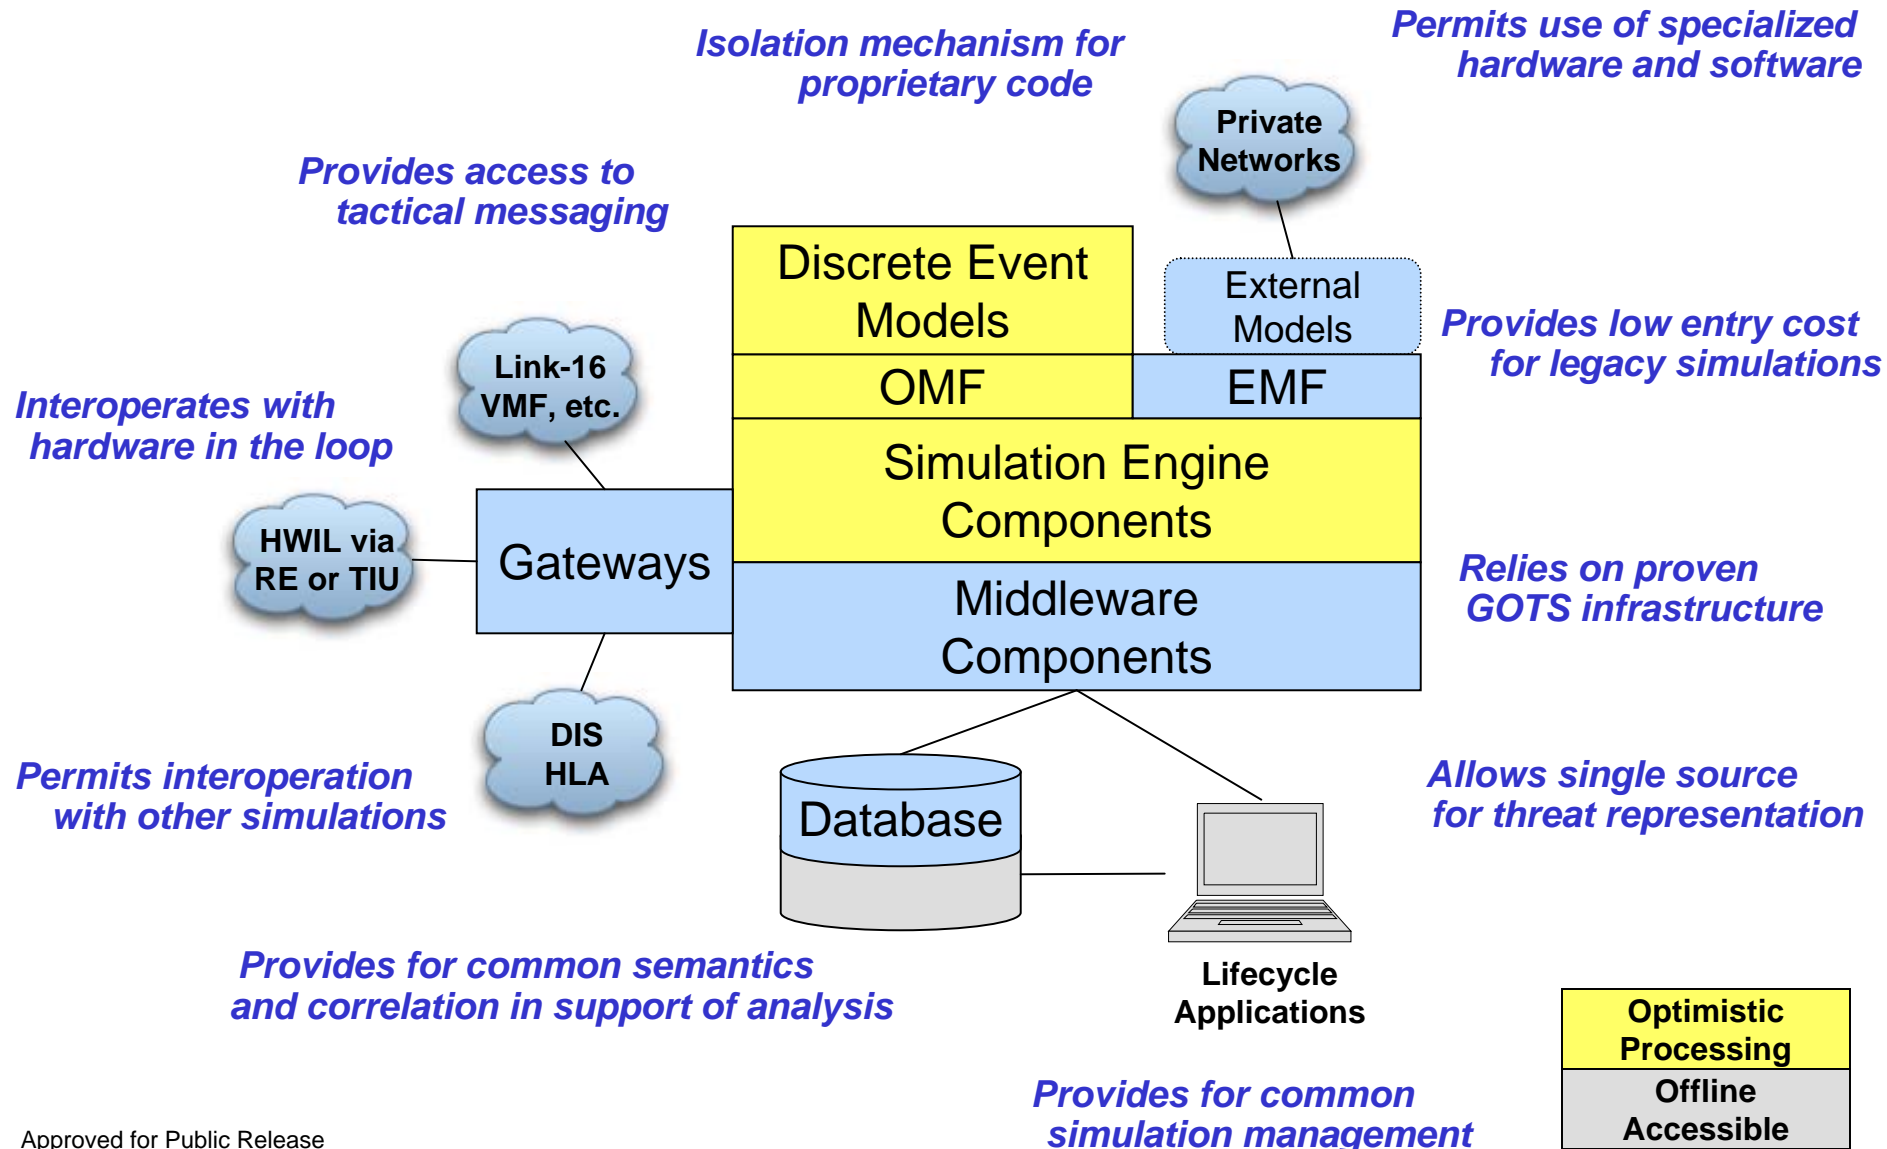 Permits use of specialized
hardware and software
Isolation mechanism for
proprietary code
Private
Networks
Provides access to
tactical messaging
Discrete Event
Models
External
Models
Provides low entry cost
for legacy simulations
Link-16
VMF, etc.
OMF
EMF
Interoperates with
hardware in the loop
Simulation Engine
Components
HWIL via
RE or TIU
Gateways
Relies on proven
GOTS infrastructure
Middleware
Components
DIS
HLA
Permits interoperation
with other simulations
Database
Allows single source
for threat representation
Provides for common semantics
and correlation in support of analysis
Lifecycle
Applications
Optimistic
Processing
Offline
Accessible
Provides for common
simulation management
Approved for Public Release